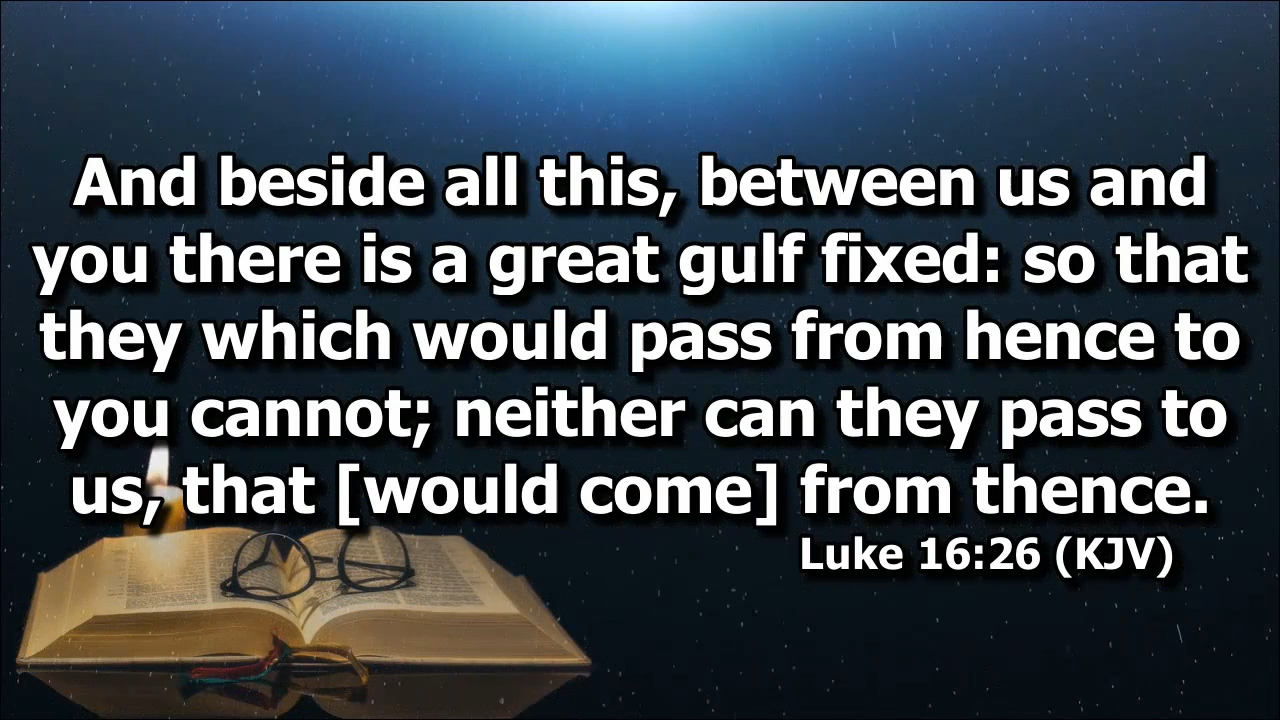 And beside all this, between us and
you there is a great gulf fixed: so that
they which would pass from hence to
you cannot; neither can they pass to
us, that [would come] from thence.
Luke 16:26 (KJV)